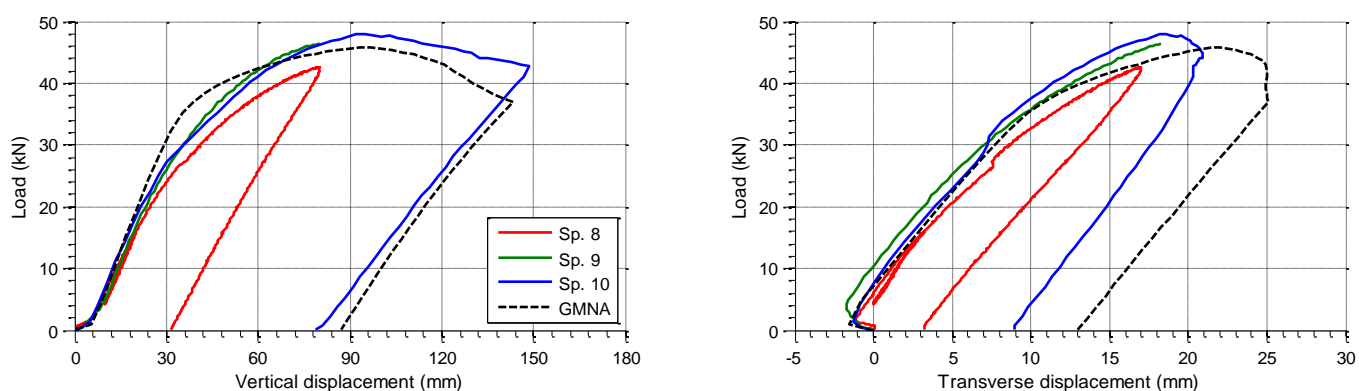 50
40
30
20
10
0
Load (kN)
0 30 60 90 120 150 180
Vertical displacement (mm)
Sp. 8
Sp. 9
Sp. 10
GMNA
50
40
30
20
10
0
Load (kN)
-5 0 5 10 15 20 25 30
Transverse displacement (mm)